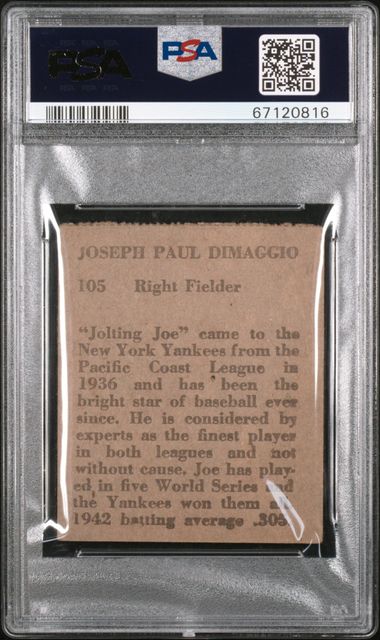 PSA
PSA
67120816
JOSEPH PAUL DIMAGGIO
105 Right Fielder
"Jolting Joe" came to the
New York Yankees from the
Pacific Coast League in
1936 and has been the
bright star of baseball ever
since. He is considered by
experts as the finest player
in both leagues and not
without cause. Joe has play-
ed in five World Series and
the Yankees won them
1942 batting average .305